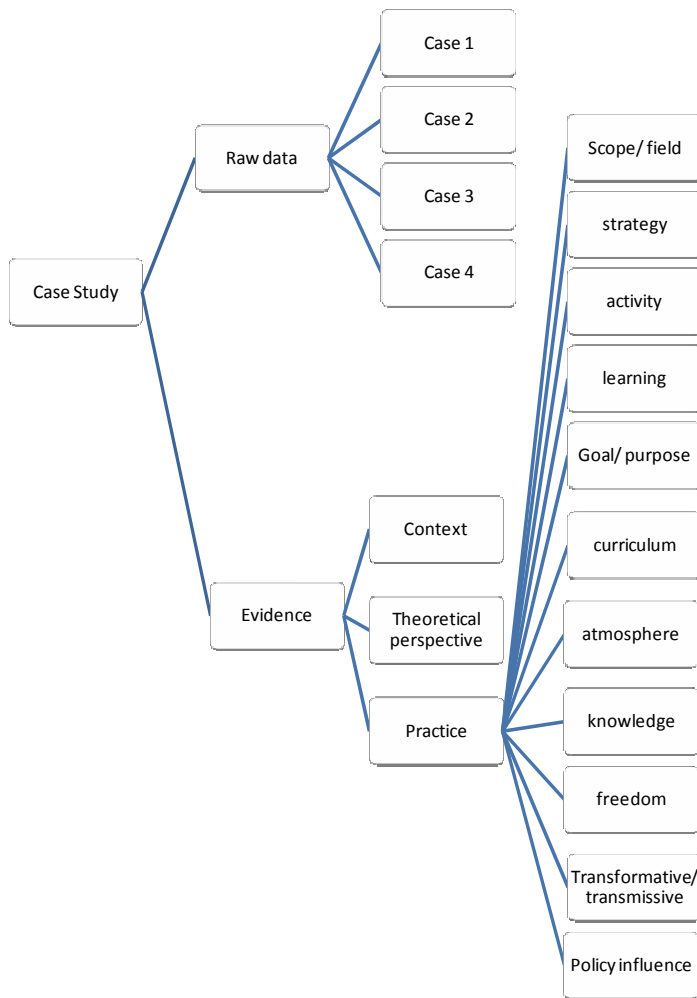 Case Study
Raw data
Case 1
Case 2
Case 3
Case 4
Evidence
Context
Theoretical
perspective
Practice
Scope/ field
strategy
activity
learning
Goal/ purpose
curriculum
atmosphere
knowledge
freedom
Transformative/
transmissive
Policy influence